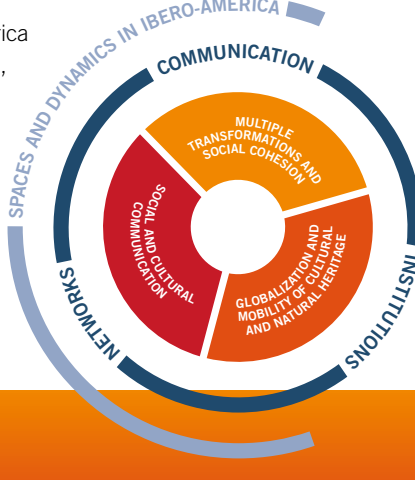 rica
,
SPACES AND DYNAMICS IN IBERO-AMERICA
COMMUNICATION
INSTITUTIONS
NETWORKS
MULTIPLE
TRANSFORMATIONS AND
SOCIAL COHESION
SOCIAL AND CULTURAL
COMMUNICATION
GLOBALIZATION AND
MOBILITY OF CULTURAL
AND NATURAL HERITAGE